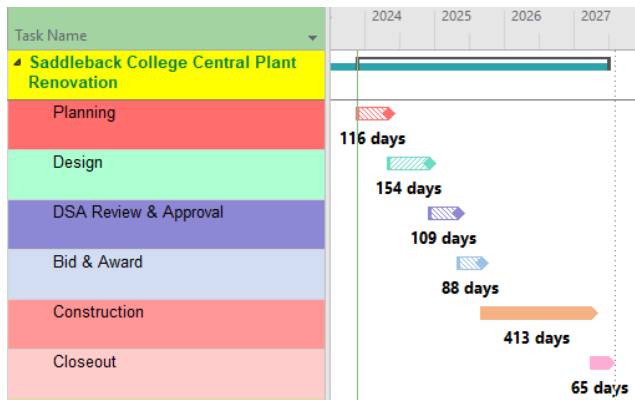 2024 2025 2026 2027
Task Name
Saddleback College Central Plant
Renovation
Planning
116 days
Design
154 days
DSA Review & Approval
109 days
Bid & Award
88 days
Construction
413 days
Closeout
65 days